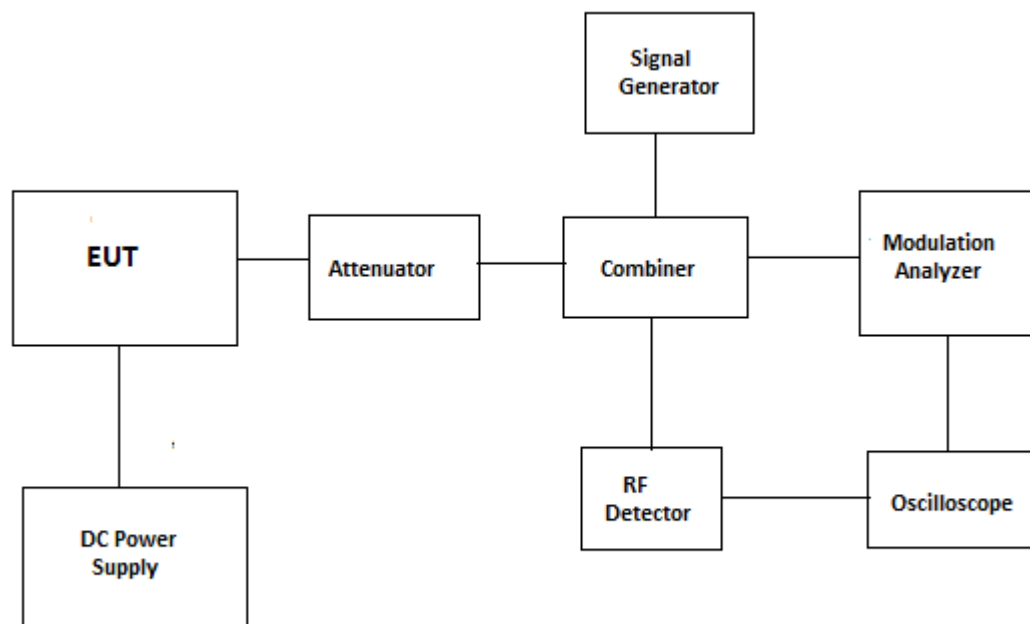 Signal
Generator
EUT
Attenuator
Combiner
Modulation
Analyzer
RF
Detector
Oscilloscope
DC Power
Supply